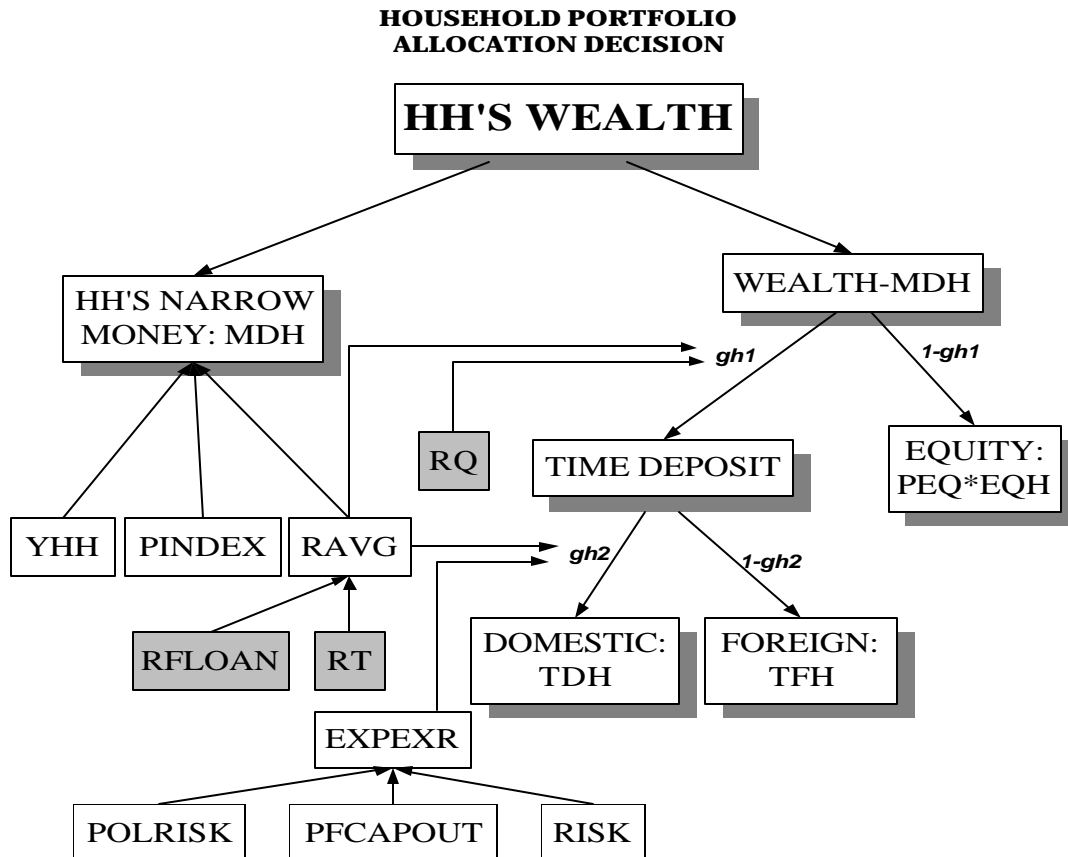 HOUSEHOLD PORTFOLIO
ALLOCATION DECISION
HH'S WEALTH
HH'S NARROW
MONEY: MDH
WEALTH-MDH
gh1
1-gh1
RQ
TIME DEPOSIT
EQUITY:
PEQ*EQH
YHH
PINDEX
RAVG
gh2
1-gh2
RFLOAN
RT
DOMESTIC:
TDH
FOREIGN:
TFH
EXPEXR
POLRISK
PFCAPOUT
RISK